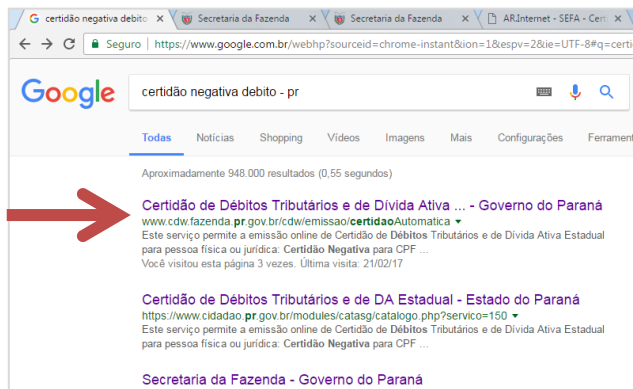 certidão negativa debito
Secretaria da Fazenda
Secretaria da Fazenda
AR.Internet - SEFA - Cert
Seguro
https://www.google.com.br/webhp?sourceid=chrome-instant&ion=1&espv=2&ie=UTF-8#q=certi
Google
certidão negativa debito - pr
Todas Notícias Shopping Vídeos Imagens Mais Configurações Ferrament
Aproximadamente 948.000 resultados (0,55 segundos)
Certidão de Débitos Tributários e de Dívida Ativa ... - Governo do Paraná
www.cdw.fazenda.pr.gov.br/cdw/emissao/certidaoAutomatica
Este serviço permite a emissão online de Certidão de Débitos Tributários e de Dívida Ativa Estadual
para pessoa física ou jurídica: Certidão Negativa para CPF ...
Você visitou esta página 3 vezes. Última visita: 21/02/17
Certidão de Débitos Tributários e de DA Estadual - Estado do Paraná
https://www.cidadao.pr.gov.br/modules/catasg/catalogo.php?servico=150
Este serviço permite a emissão online de Certidão de Débitos Tributários e de Dívida Ativa Estadual
para pessoa física ou jurídica: Certidão Negativa para CPF ...
Secretaria da Fazenda - Governo do Paraná